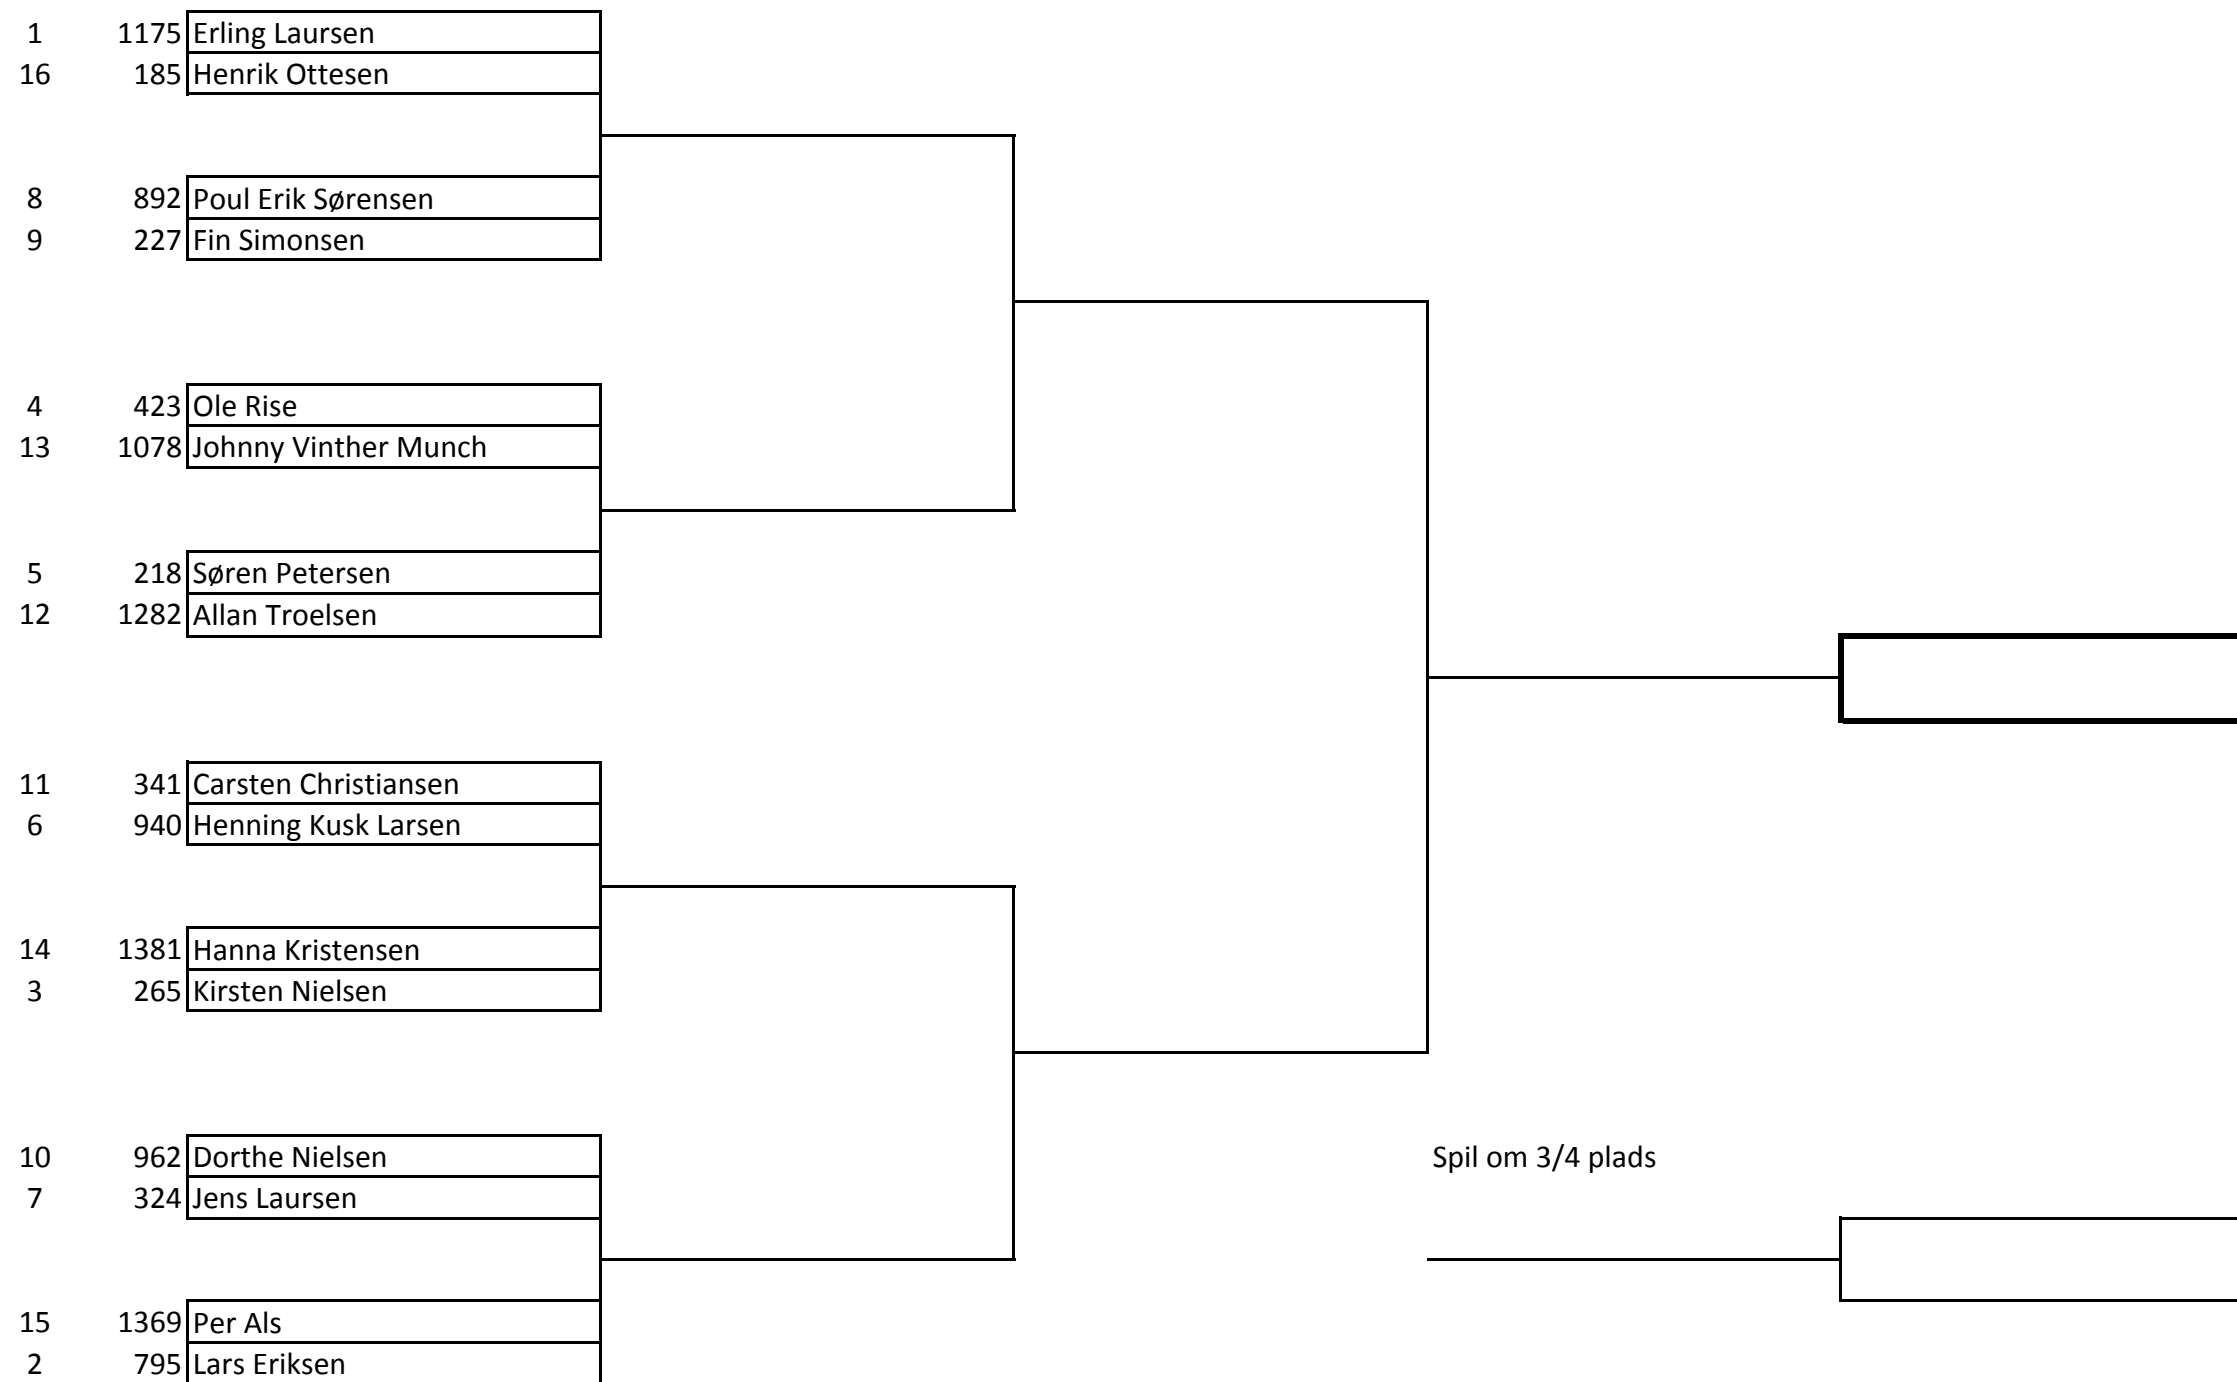 1 1175 Erling Laursen
16 185 Henrik Ottesen
8 892 Poul Erik Sørensen
9 227 Fin Simonsen
4 423 Ole Rise
13 1078 Johnny Vinther Munch
5 218 Søren Petersen
12 1282 Allan Troelsen
11 341 Carsten Christiansen
6 940 Henning Kusk Larsen
14 1381 Hanna Kristensen
3 265 Kirsten Nielsen
10 962 Dorthe Nielsen Spil om 3/4 plads
7 324 Jens Laursen
15 1369 Per Als
2 795 Lars Eriksen